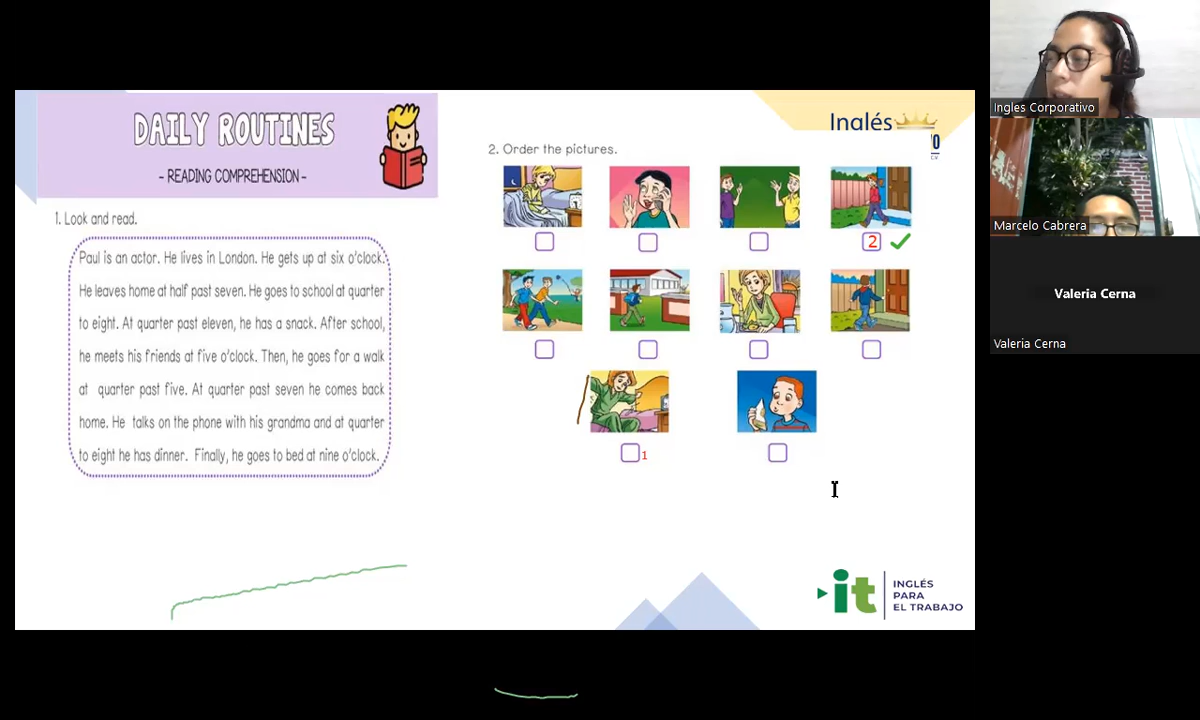 DAILY ROUTINES
- READING COMPREHENSION -
1. Look and read.
Paul is an actor. He lives in London. He gets up at six o'clock.
He leaves home at half past seven. He goes to school at quarter
to eight. At quarter past eleven, he has a snack. After school,
he meets his friends at five o'clock. Then, he goes for a walk
at quarter past five. At quarter past seven he comes back
home. He talks on the phone with his grandma and at quarter
to eight he has dinner. Finally, he goes to bed at nine o'clock.
Inglés
2. Order the pictures.
2
1
it
INGLÉS
PARA
EL TRABAJO
Ingles Corporativo
Marcelo Cabrera
Valeria Cerna
Valeria Cerna